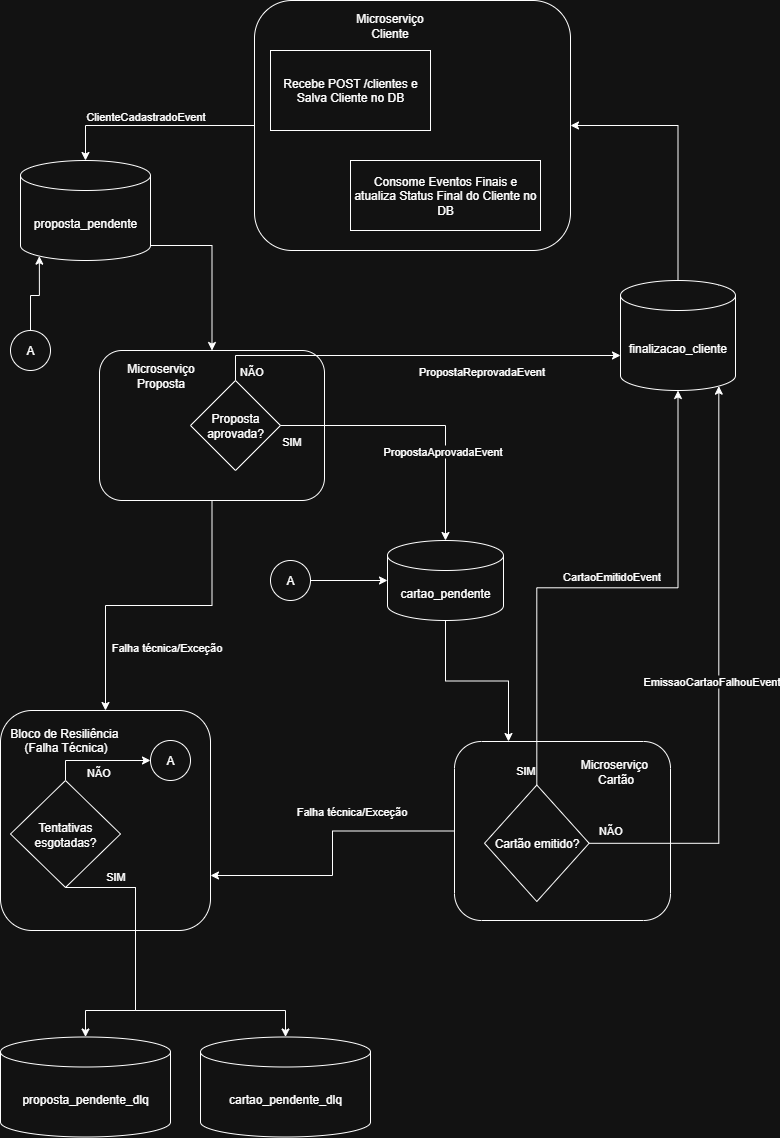 Microserviço
Cliente
Recebe POST /clientes e
Salva Cliente no DB
ClienteCadastradoEvent
Consome Eventos Finais e
atualiza Status Final do Cliente no
DB
proposta_pendente
A
finalizacao_cliente
Microserviço
Proposta
NÃO
PropostaReprovadaEvent
Proposta
aprovada?
SIM
PropostaAprovadaEvent
A
cartao_pendente
CartaoEmitidoEvent
Falha técnica/Exceção
EmissaoCartaoFalhouEvent
Bloco de Resiliência
(Falha Técnica)
A
NÃO
Tentativas
esgotadas?
SIM
Microserviço
Cartão
SIM
Falha técnica/Exceção
NÃO
Cartão emitido?
proposta_pendente_dlq
cartao_pendente_dlq